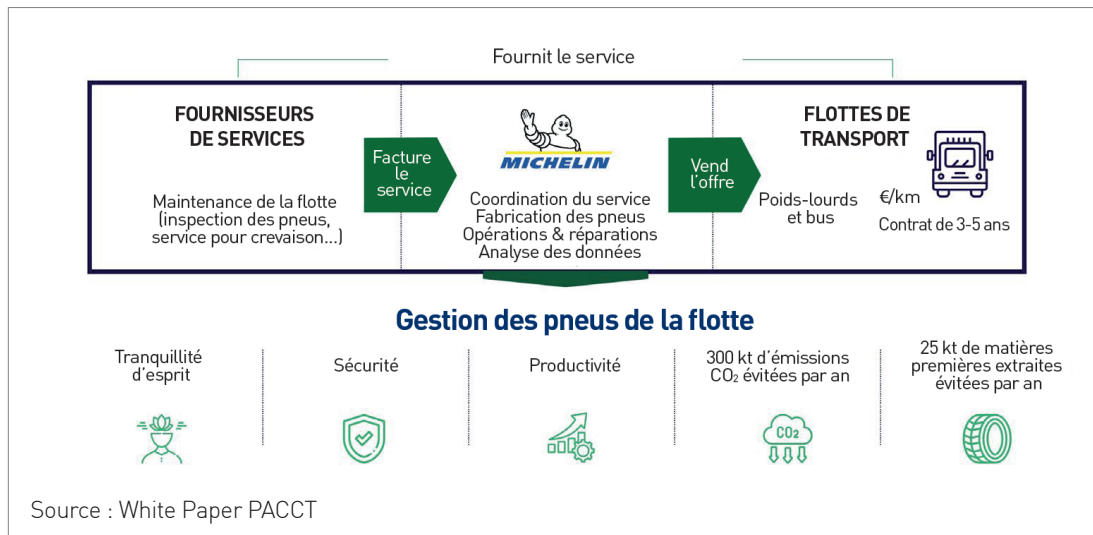 Fournit le service
FOURNISSEURS
DE SERVICES
Maintenance de la flotte
(inspection des pneus,
service pour crevaison...)
Facture
le
service
MICHELIN
Coordination du service
Fabrication des pneus
Opérations & réparations
Analyse des données
Vend
l’offre
FLOTTES DE
TRANSPORT
Poids-lourds
et bus
€/km
Contrat de 3-5 ans
Gestion des pneus de la flotte
Tranquillité
d’esprit
Sécurité
Productivité
300 kt d’émissions
CO₂ évitées par an
CO₂
25 kt de matières
premières extraites
évitées par an
Source : White Paper PACCT